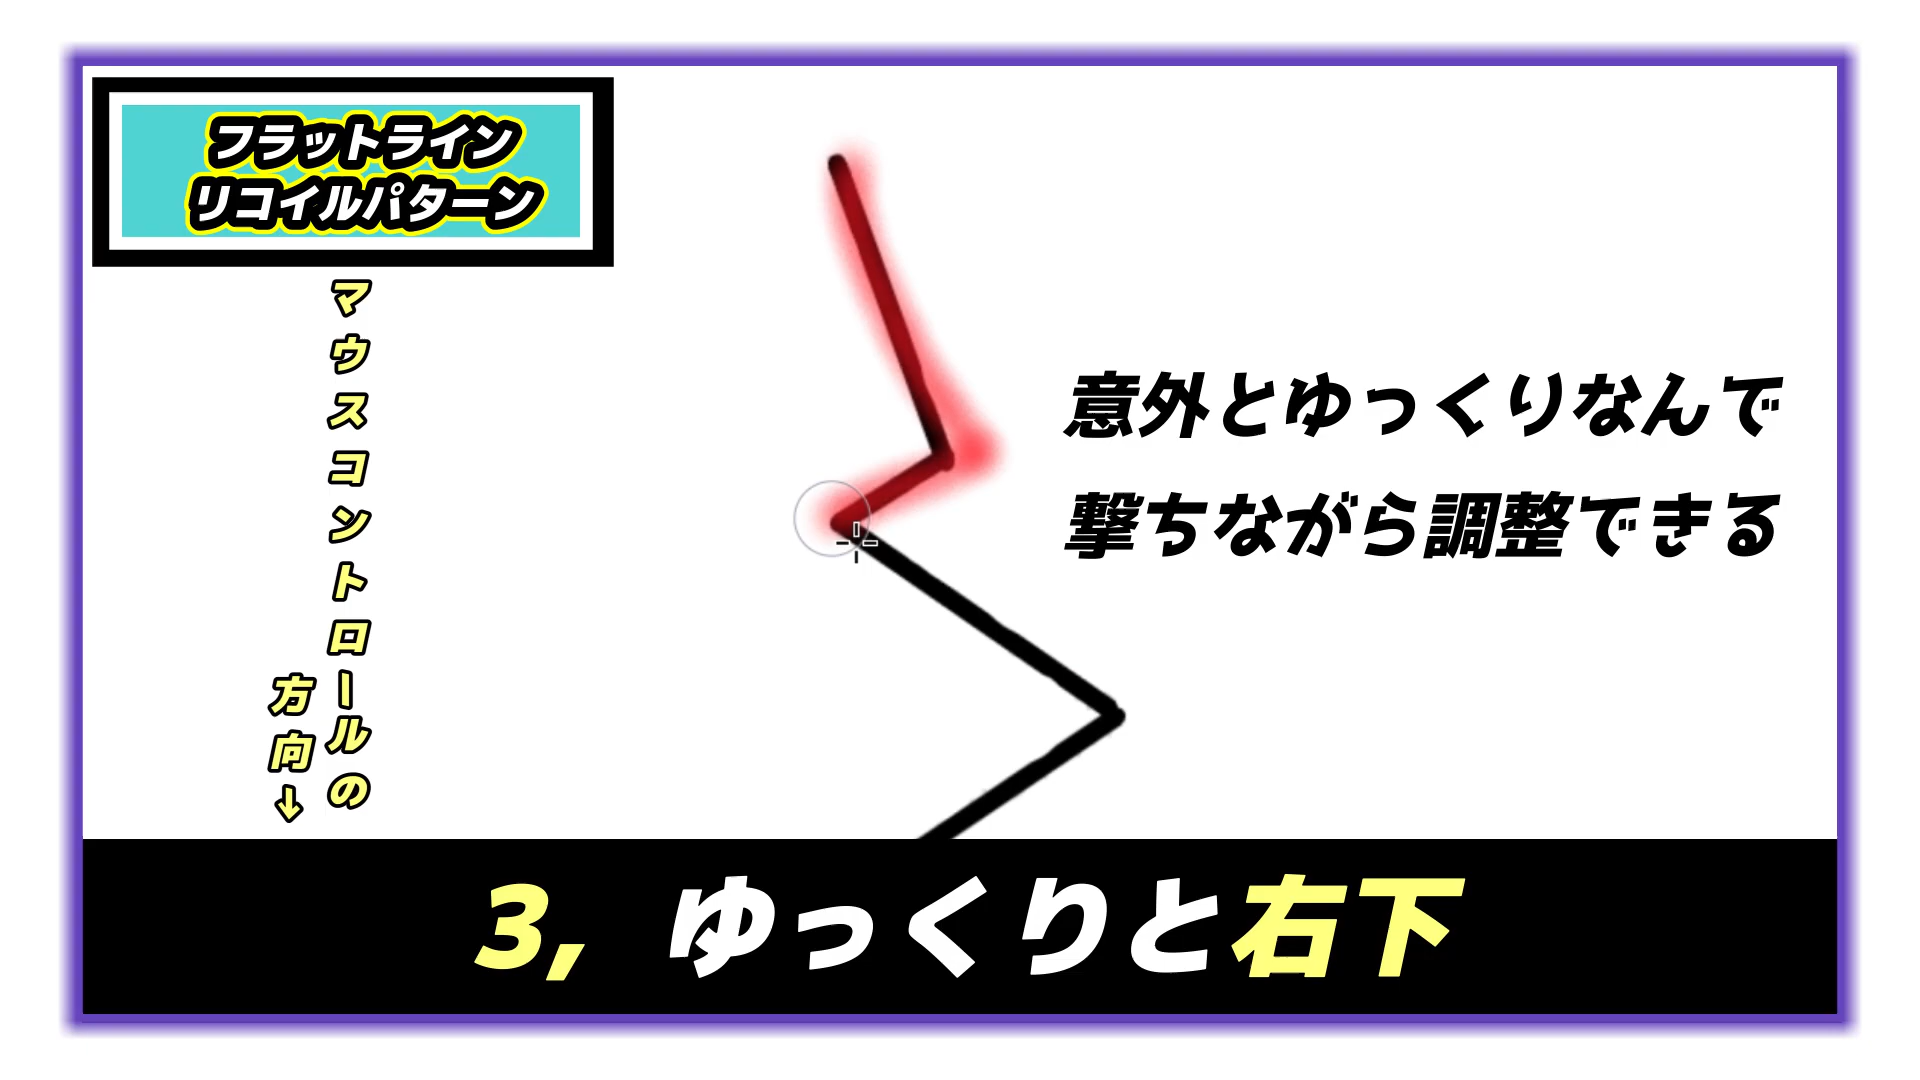 フラットライン
リコイルパターン
マウスコントロールの
方向↓
意外とゆっくりなんで
撃ちながら調整できる
3, ゆっくりと右下